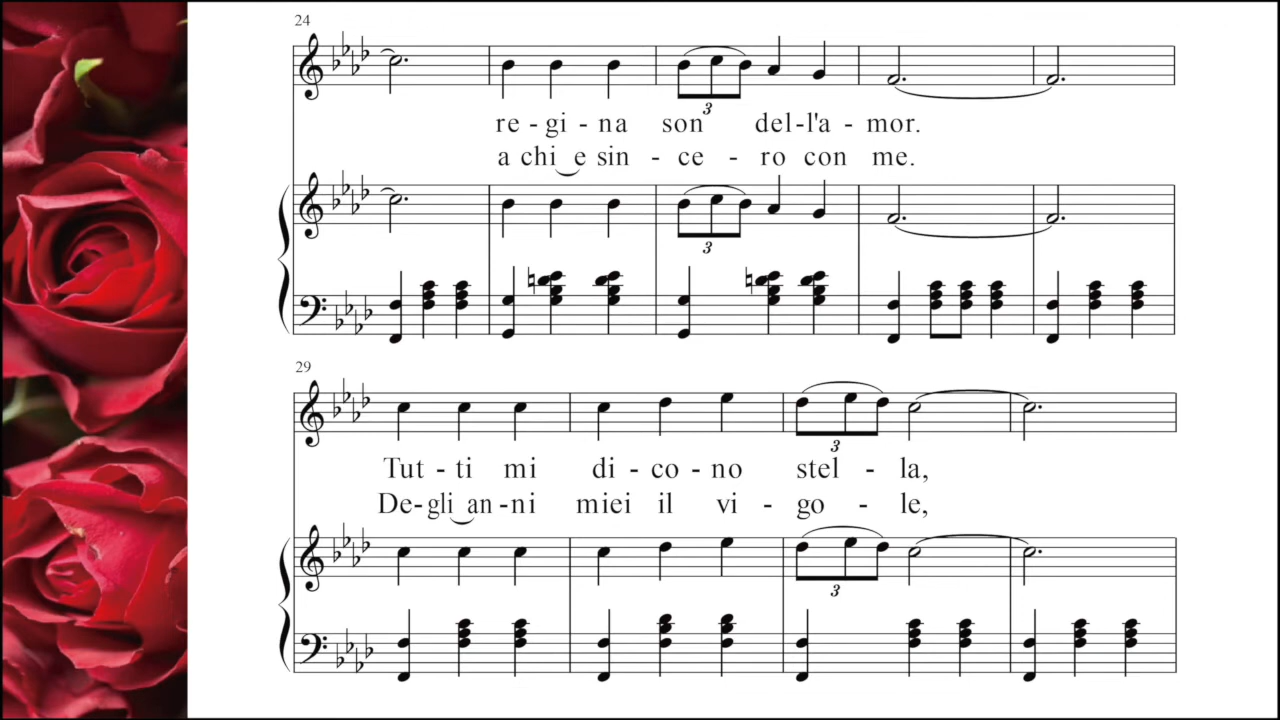 24
re - gi - na son del-l'a - mor.
a chi e sin - ce - ro con me.
3
3
29
Tut - ti mi di - co - no stel - la,
De-gli an -ni miei il vi - go - le,
3
3